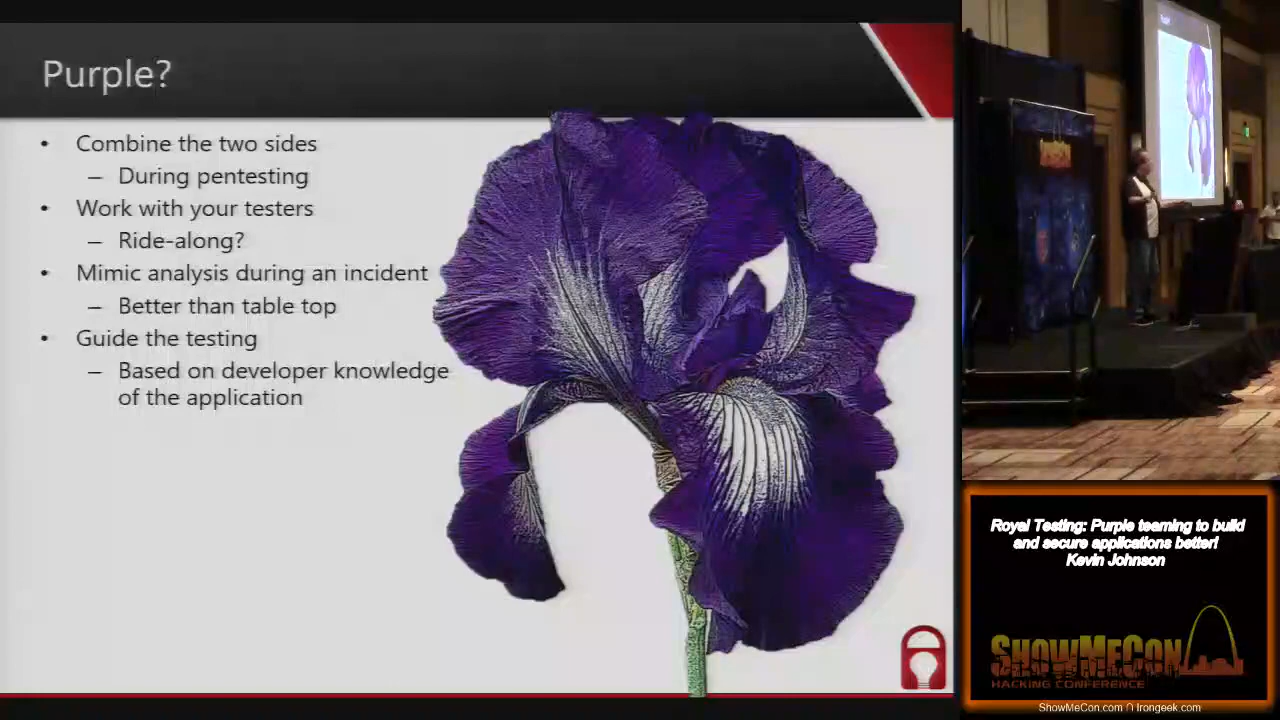 Purple?
• Combine the two sides
– During pentesting
• Work with your testers
– Ride-along?
• Mimic analysis during an incident
– Better than table top
• Guide the testing
– Based on developer knowledge
of the application
Royal Testing: Purple teaming to build
and secure applications better!
Kevin Johnson
ShowMeCon
HACKING CONFERENCE
ShowMeCon.com ∩ Irongeek.com